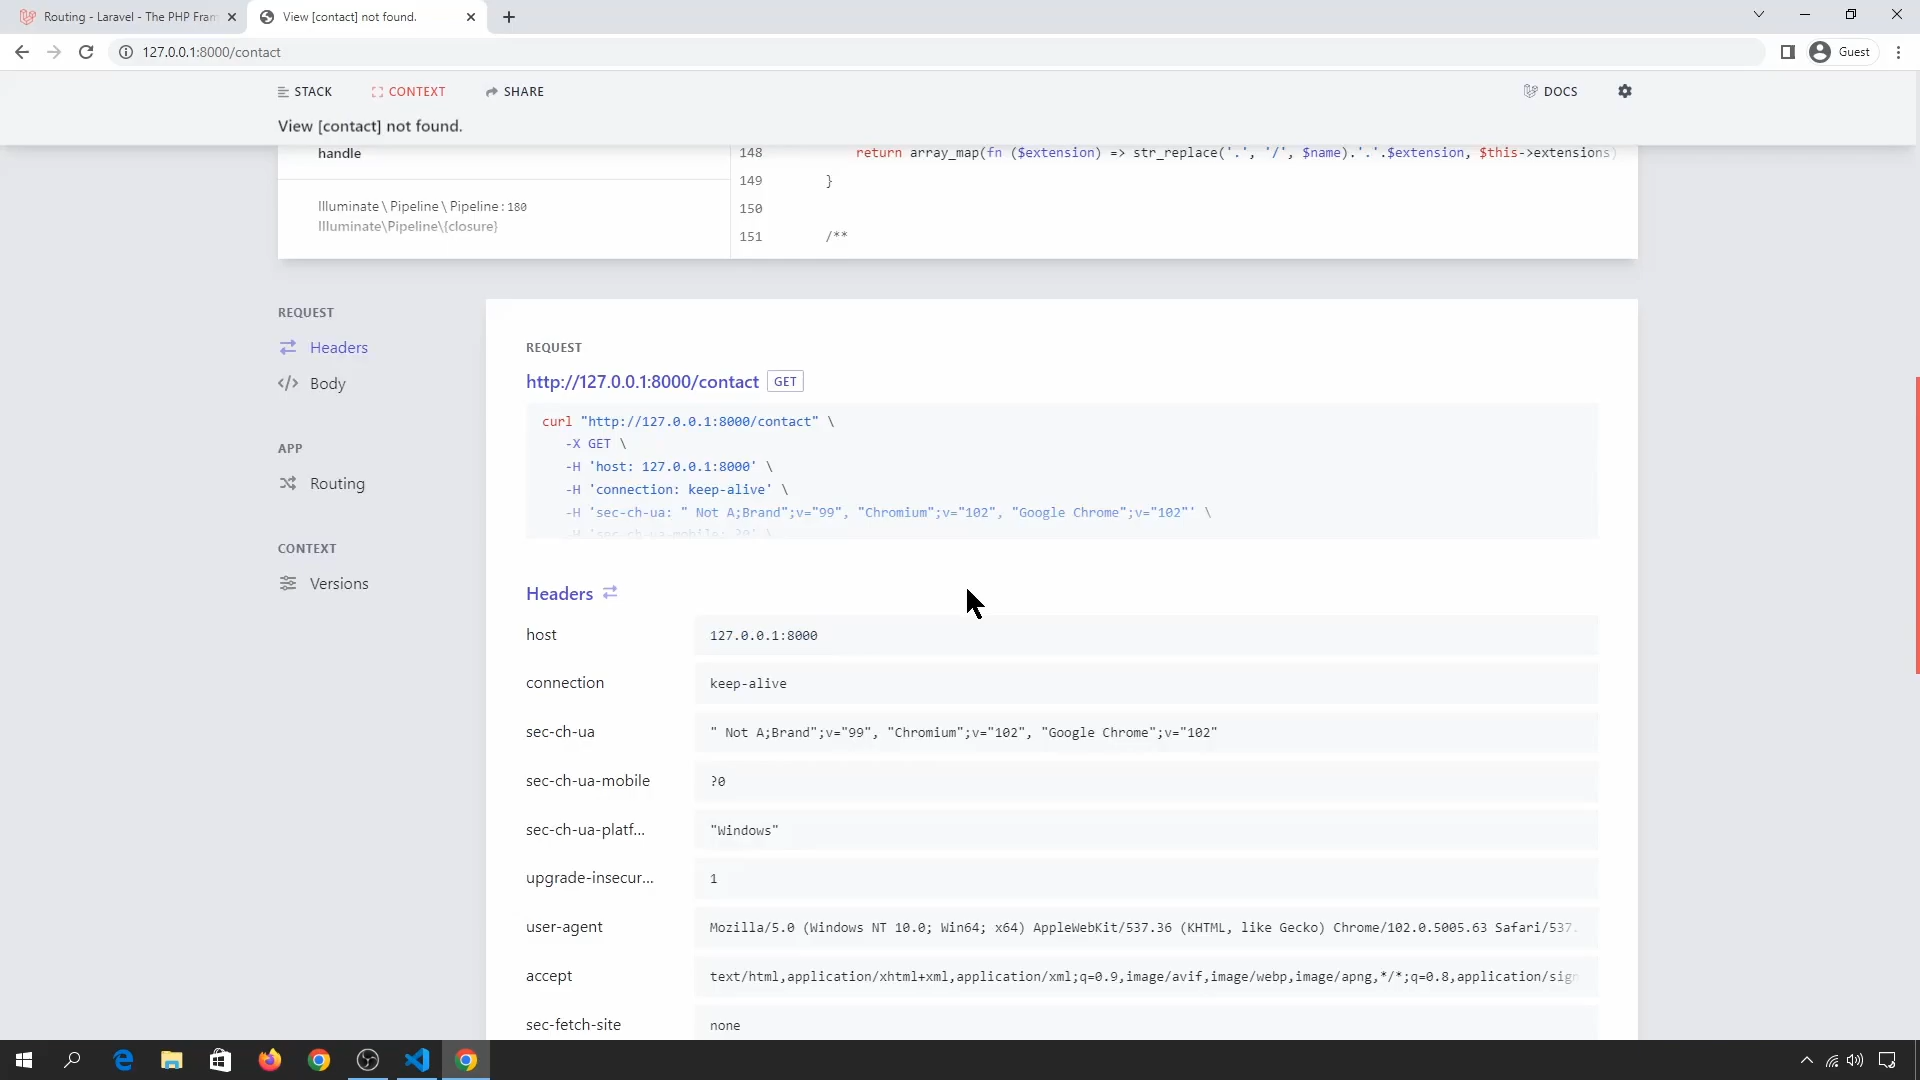 Routing - Laravel - The PHP Fram
View [contact] not found.
127.0.0.1:8000/contact
Guest
STACK
CONTEXT
SHARE
DOCS
View [contact] not found.
handle
Illuminate\Pipeline\Pipeline:180
Illuminate\Pipeline\{closure}
148 return array_map(fn ($extension) => str_replace('.', '/', $name).'.'.$extension, $this->extensions)
149 }
150
151 /**
REQUEST
Headers
Body
APP
Routing
CONTEXT
Versions
REQUEST
http://127.0.0.1:8000/contact GET
curl "http://127.0.0.1:8000/contact" \
-X GET \
-H 'host: 127.0.0.1:8000' \
-H 'connection: keep-alive' \
-H 'sec-ch-ua: " Not A;Brand";v="99", "Chromium";v="102", "Google Chrome";v="102"' \
-H 'sec-ch-ua-mobile: ?0' \
Headers
host 127.0.0.1:8000
connection keep-alive
sec-ch-ua " Not A;Brand";v="99", "Chromium";v="102", "Google Chrome";v="102"
sec-ch-ua-mobile ?0
sec-ch-ua-platf... "Windows"
upgrade-insecur... 1
user-agent Mozilla/5.0 (Windows NT 10.0; Win64; x64) AppleWebKit/537.36 (KHTML, like Gecko) Chrome/102.0.5005.63 Safari/537.
accept text/html,application/xhtml+xml,application/xml;q=0.9,image/avif,image/webp,image/apng,*/*;q=0.8,application/sign
sec-fetch-site none